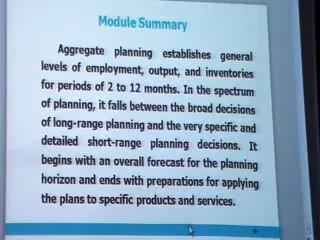 Module Summary
Aggregate planning establishes general
levels of employment, output, and inventories
for periods of 2 to 12 months. In the spectrum
of planning, it falls between the broad decisions
of long-range planning and the very specific and
detailed short-range planning decisions. It
begins with an overall forecast for the planning
horizon and ends with preparations for applying
the plans to specific products and services.